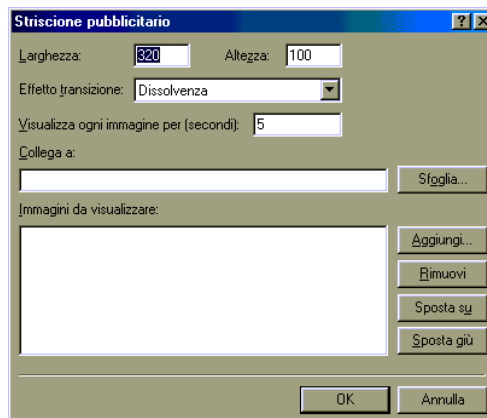 Striscione pubblicitario
Larghezza: 320 Altezza: 100
Effetto transizione: Dissolvenza
Visualizza ogni immagine per (secondi): 5
Collega a:
Sfoglia...
Immagini da visualizzare:
Aggiungi...
Rimuovi
Sposta su
Sposta giù
OK Annulla